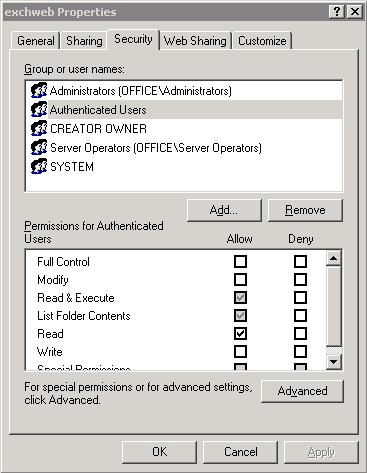 exchweb Properties
General Sharing Security Web Sharing Customize
Group or user names:
Administrators (OFFICE\Administrators)
Authenticated Users
CREATOR OWNER
Server Operators (OFFICE\Server Operators)
SYSTEM
Add... Remove
Permissions for Authenticated
Users Allow Deny
Full Control
Modify
Read & Execute
List Folder Contents
Read
Write
Special Permissions
For special permissions or for advanced settings,
click Advanced. Advanced
OK Cancel Apply